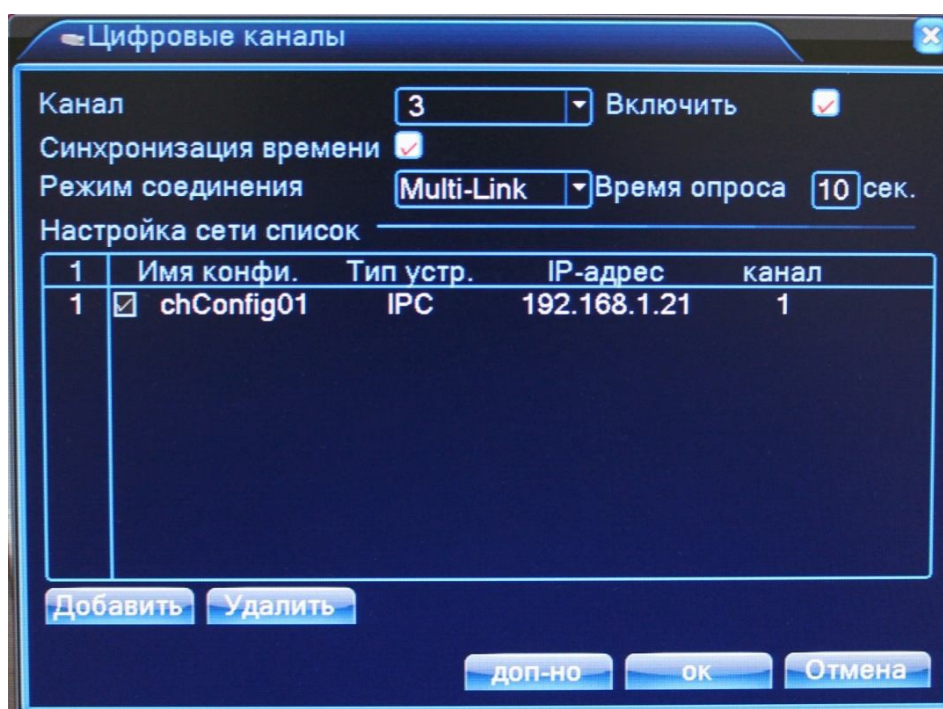 Цифровые каналы
Канал 3 Включить
Синхронизация времени
Режим соединения Multi-Link Время опроса 10 сек.
Настройка сети список
1 Имя конфи. Тип устр. IP-адрес канал
1 chConfig01 IPC 192.168.1.21 1
Добавить Удалить
доп-но ок Отмена